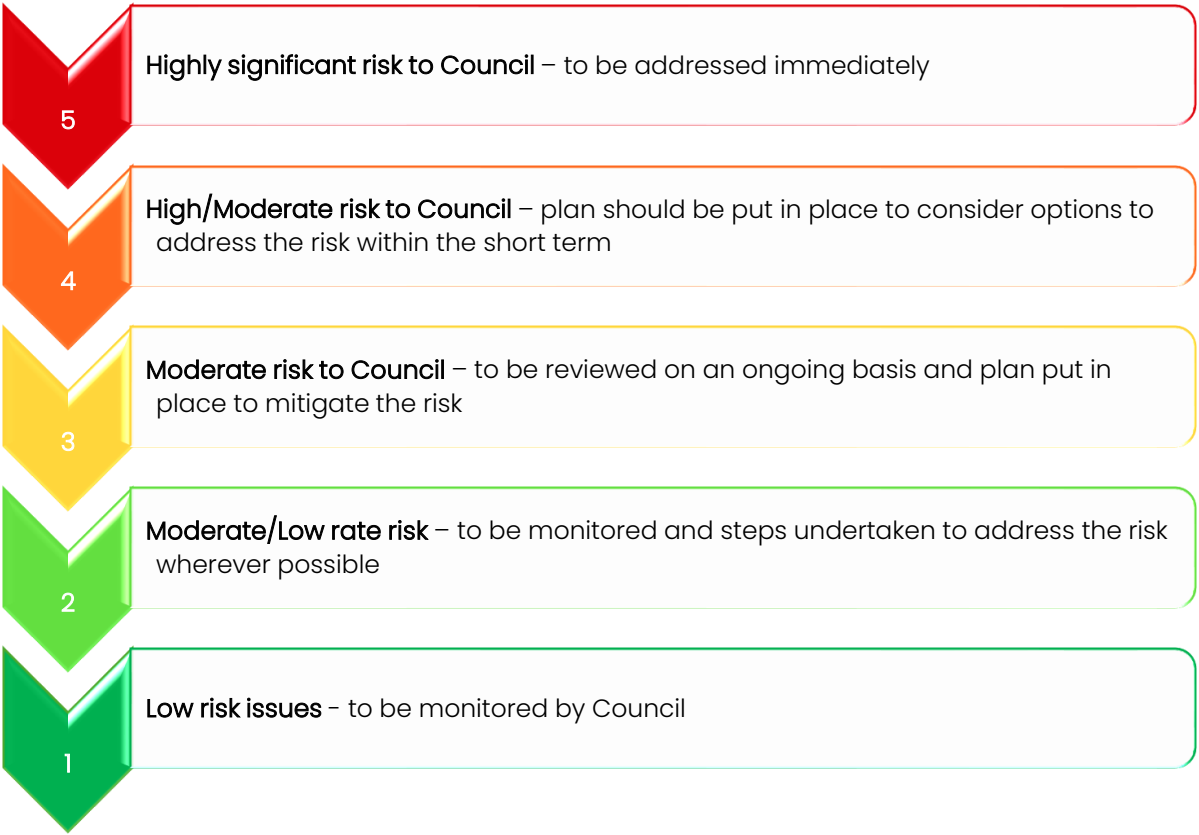 Highly significant risk to Council – to be addressed immediately
5
High/Moderate risk to Council – plan should be put in place to consider options to
address the risk within the short term
4
Moderate risk to Council – to be reviewed on an ongoing basis and plan put in
place to mitigate the risk
3
Moderate/Low rate risk – to be monitored and steps undertaken to address the risk
wherever possible
2
Low risk issues - to be monitored by Council
1